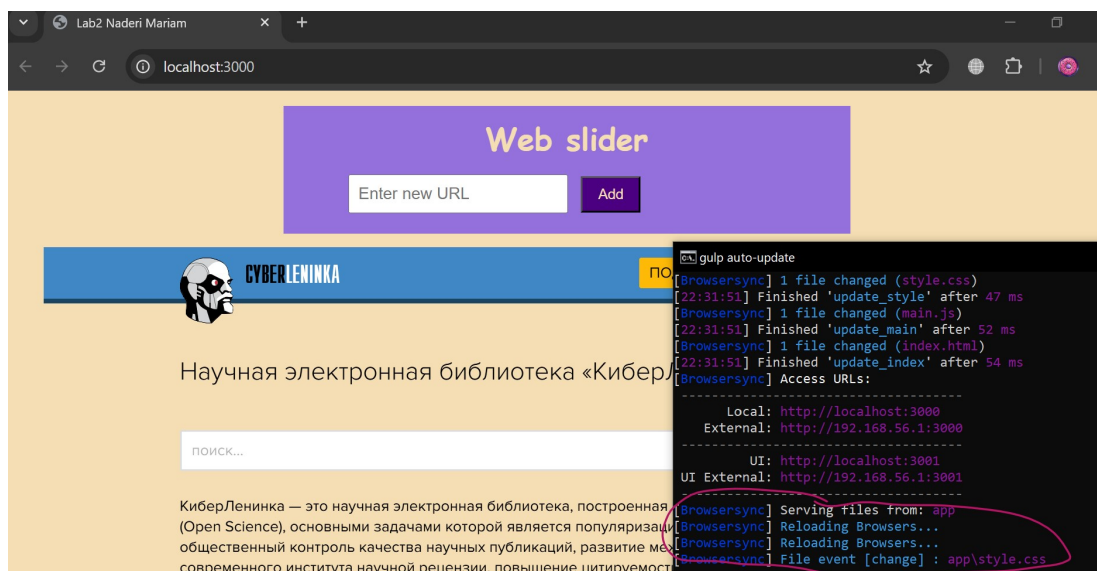 Lab2 Naderi Mariam
localhost:3000
Web slider
Enter new URL
Add
CYBERLENINKA
Научная электронная библиотека
поиск...
КиберЛенинка — это научная электронная библиотека, построенная
(Open Science), основными задачами которой является
общественный контроль качества научных публикаций, развитие
современного института научной рецензии, повышение
gulp auto-update
[Browsersync] 1 file changed (style.css)
[22:31:51] Finished 'update_style' after 47 ms
[Browsersync] 1 file changed (main.js)
[22:31:51] Finished 'update_main' after 52 ms
[Browsersync] 1 file changed (index.html)
[22:31:51] Finished 'update_index' after 54 ms
[Browsersync] Access URLs:
--------------------------------------
Local: http://localhost:3000
External: http://192.168.56.1:3000
--------------------------------------
UI: http://localhost:3001
UI External: http://192.168.56.1:3001
--------------------------------------
[Browsersync] Serving files from: app
[Browsersync] Reloading Browsers...
[Browsersync] Reloading Browsers...
[Browsersync] File event [change] : app\style.css